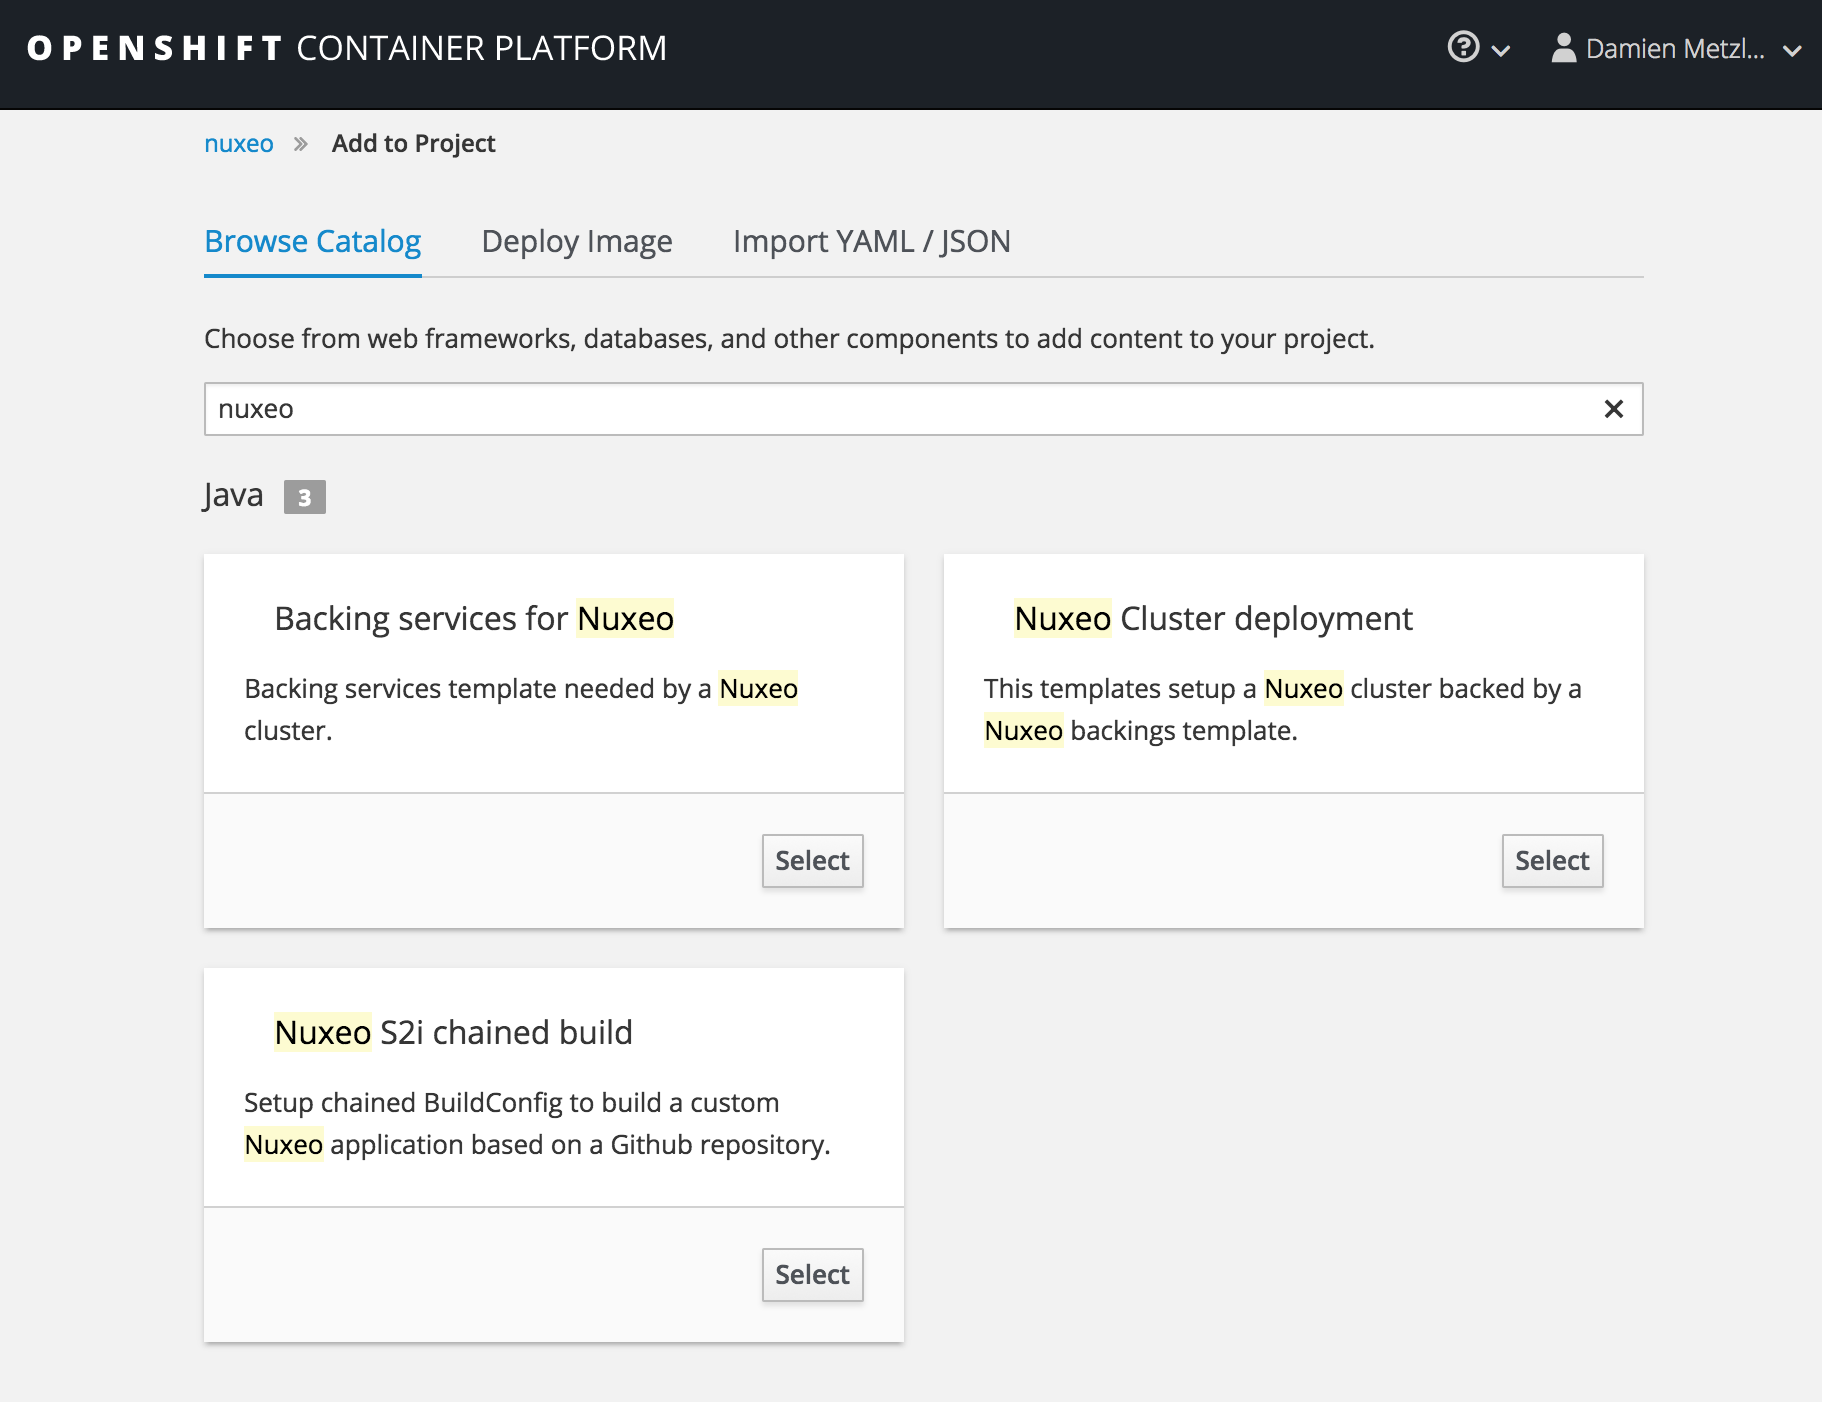 OPENSHIFT CONTAINER PLATFORM
Damien Metzl...
nuxeo » Add to Project
Browse Catalog Deploy Image Import YAML / JSON
Choose from web frameworks, databases, and other components to add content to your project.
nuxeo
Java 3
Backing services for Nuxeo
Backing services template needed by a Nuxeo
cluster.
Select
Nuxeo Cluster deployment
This templates setup a Nuxeo cluster backed by a
Nuxeo backings template.
Select
Nuxeo S2i chained build
Setup chained BuildConfig to build a custom
Nuxeo application based on a Github repository.
Select